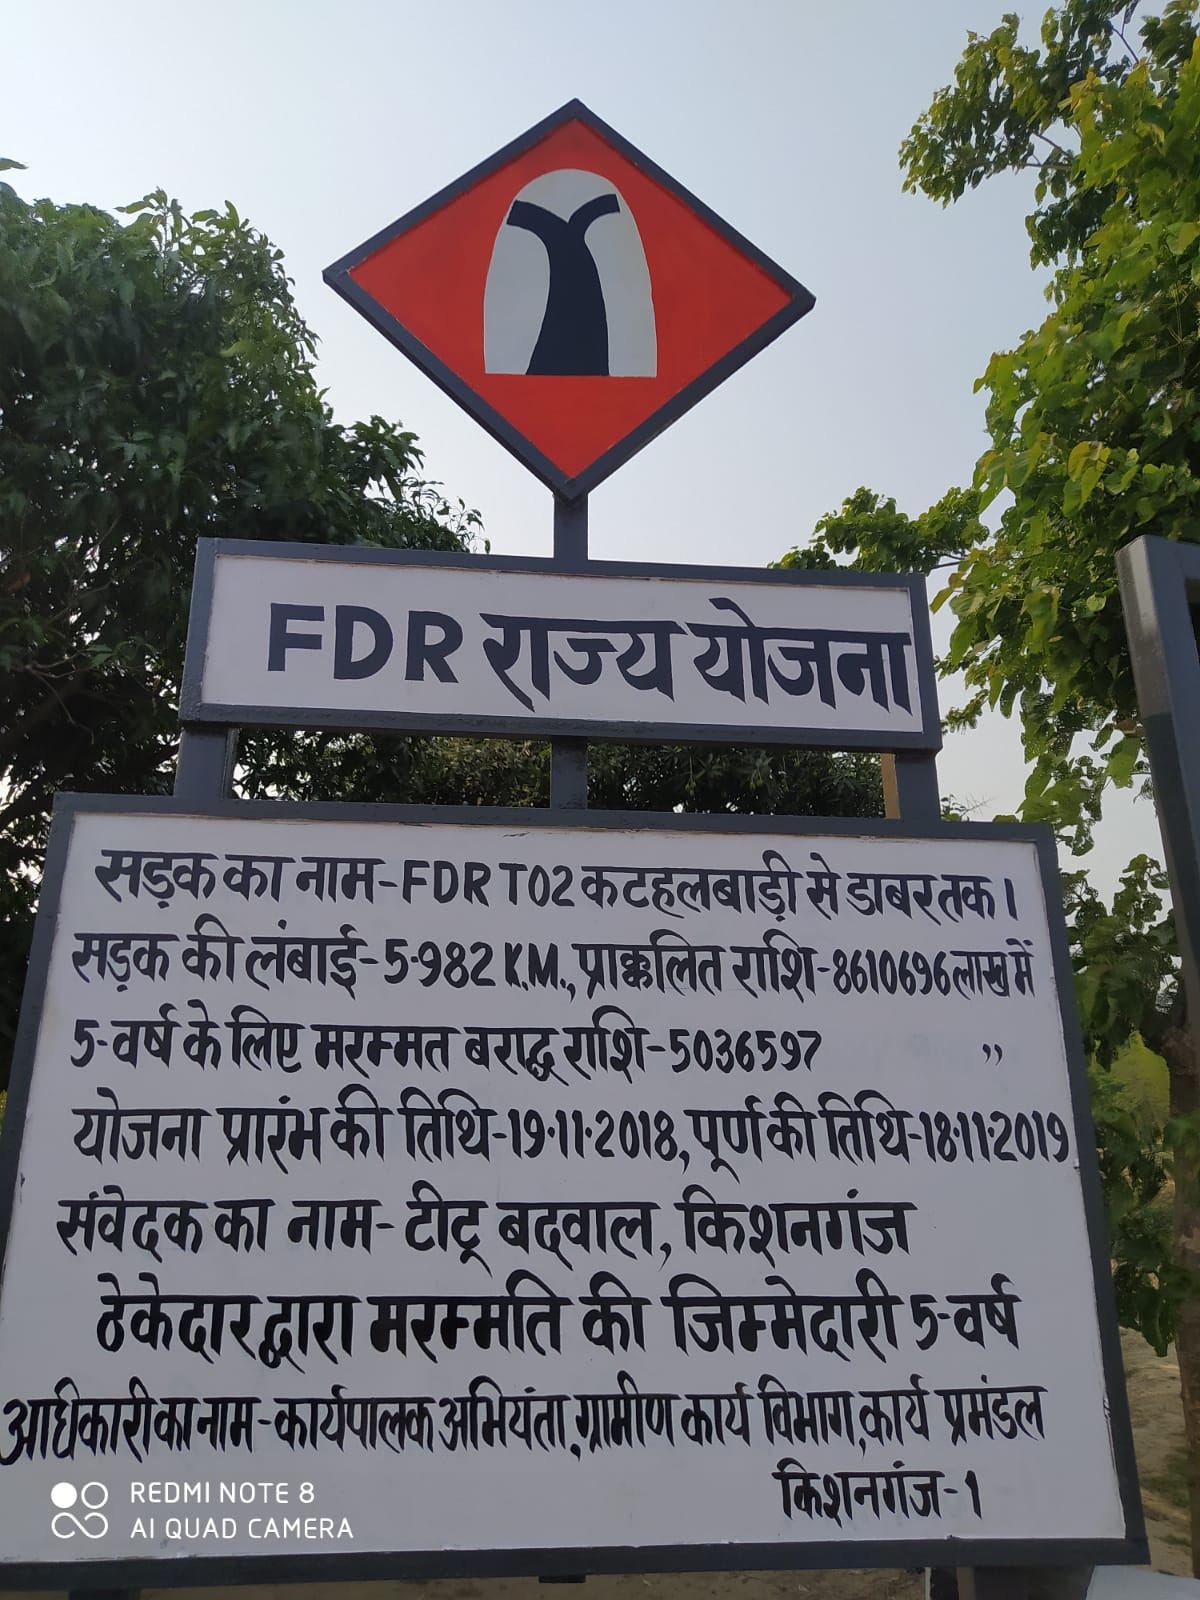 FDR राज्य योजना
सड़क का नाम-FDR T02 कटहलबाड़ी से डाबर तक।
सड़क की लंबाई-5.982 K.M., प्राक्कलित राशि-8610696 लाख में
5-वर्ष के लिए मरम्मत बराद्ध राशि-5036597 ,,
योजना प्रारंभ की तिथि-19.11.2018, पूर्ण की तिथि-18.11.2019
संवेदक का नाम-टीटू बदवाल, किशनगंज
ठेकेदार द्वारा मरम्मति की जिम्मेदारी 5-वर्ष
अधिकारी का नाम-कार्यपालक अभियंता, ग्रामीण कार्य विभाग, कार्य प्रमंडल
किशनगंज-1
REDMI NOTE 8
AI QUAD CAMERA